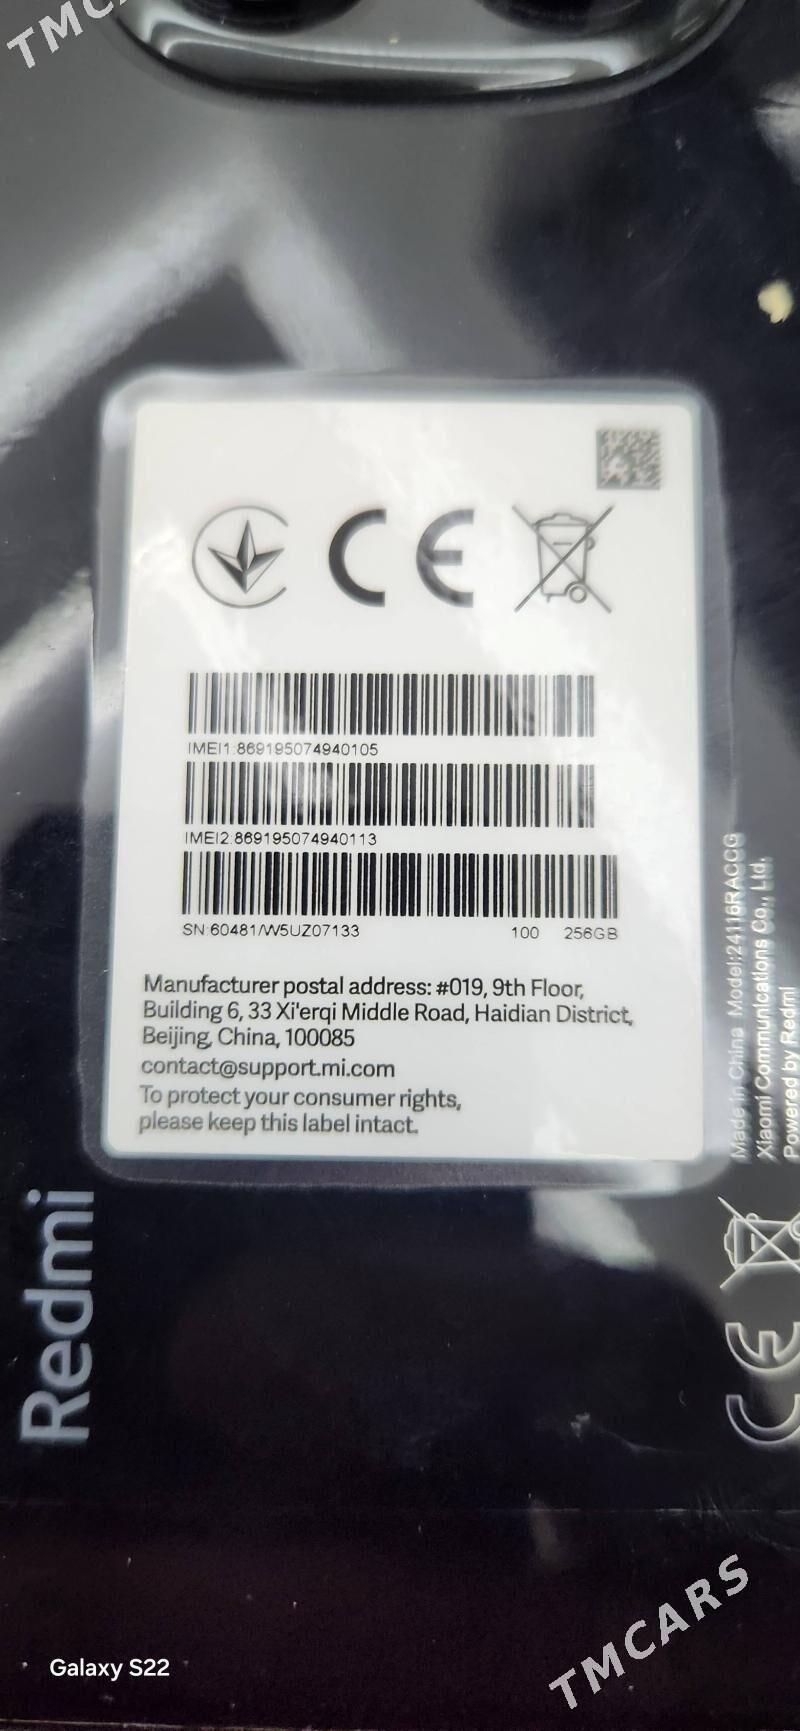 TMCA
CE
IMEI1:869195074940105
IMEI2:869195074940113
SN:60481/W5UZ07133 100 256GB
Manufacturer postal address: #019, 9th Floor,
Building 6, 33 Xi'erqi Middle Road, Haidian District,
Beijing, China, 100085
contact@support.mi.com
To protect your consumer rights,
please keep this label intact.
Made in China Model:24116RACCG
Xiaomi Communications Co., Ltd.
Powered by Redmi
CE
Redmi
Galaxy S22
TMCARS